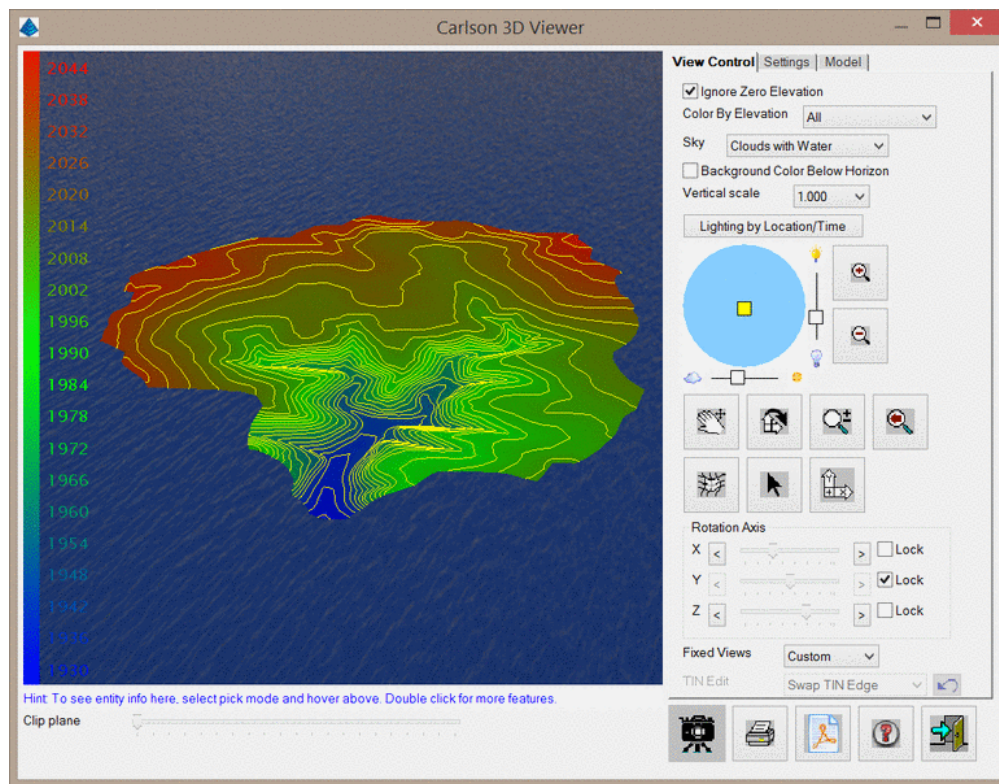 Carlson 3D Viewer
2044
2038
2032
2026
2020
2014
2008
2002
1996
1990
1984
1978
1972
1966
1960
1954
1948
1942
1936
1930
Hint: To see entity info here, select pick mode and hover above. Double click for more features.
Clip plane
View Control Settings Model
Ignore Zero Elevation
Color By Elevation All
Sky Clouds with Water
Background Color Below Horizon
Vertical scale 1.000
Lighting by Location/Time
Rotation Axis
X < > Lock
Y < > Lock
Z < > Lock
Fixed Views Custom
TIN Edit Swap TIN Edge